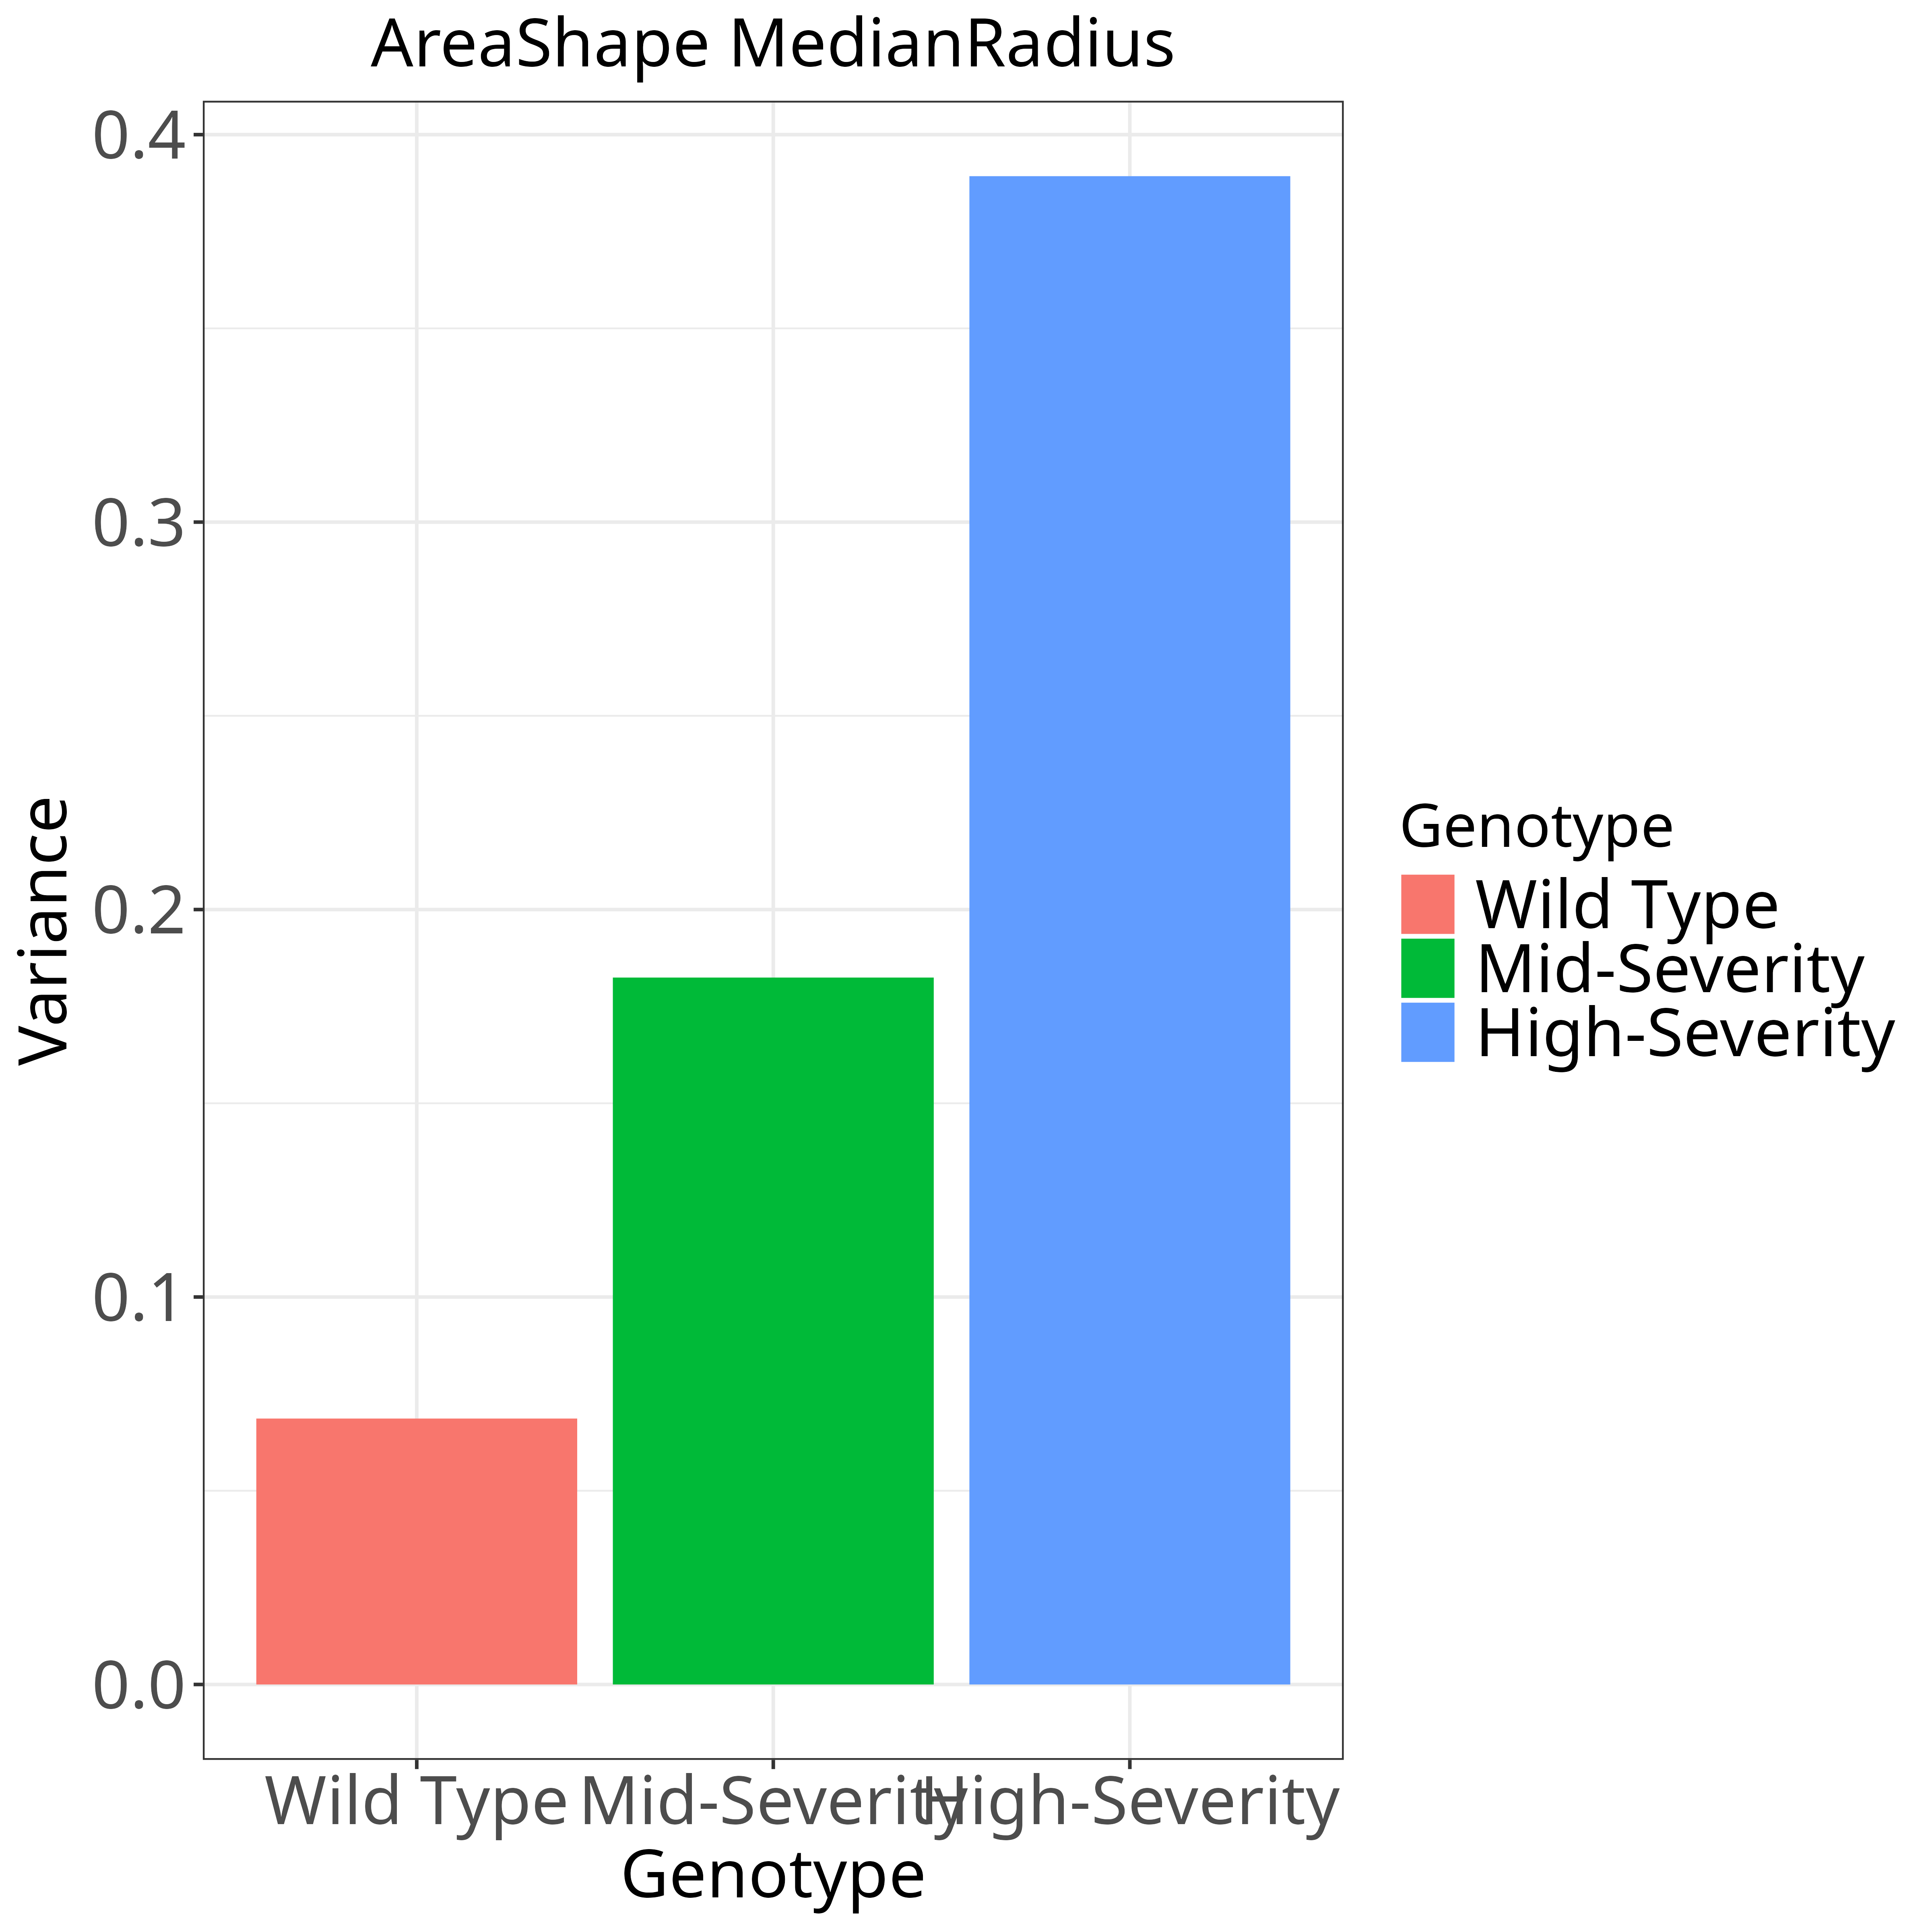 AreaShape MedianRadius
0.4
0.3
0.2
0.1
0.0
Variance
Wild Type Mid-Severity High-Severity
Genotype
Genotype
Wild Type
Mid-Severity
High-Severity